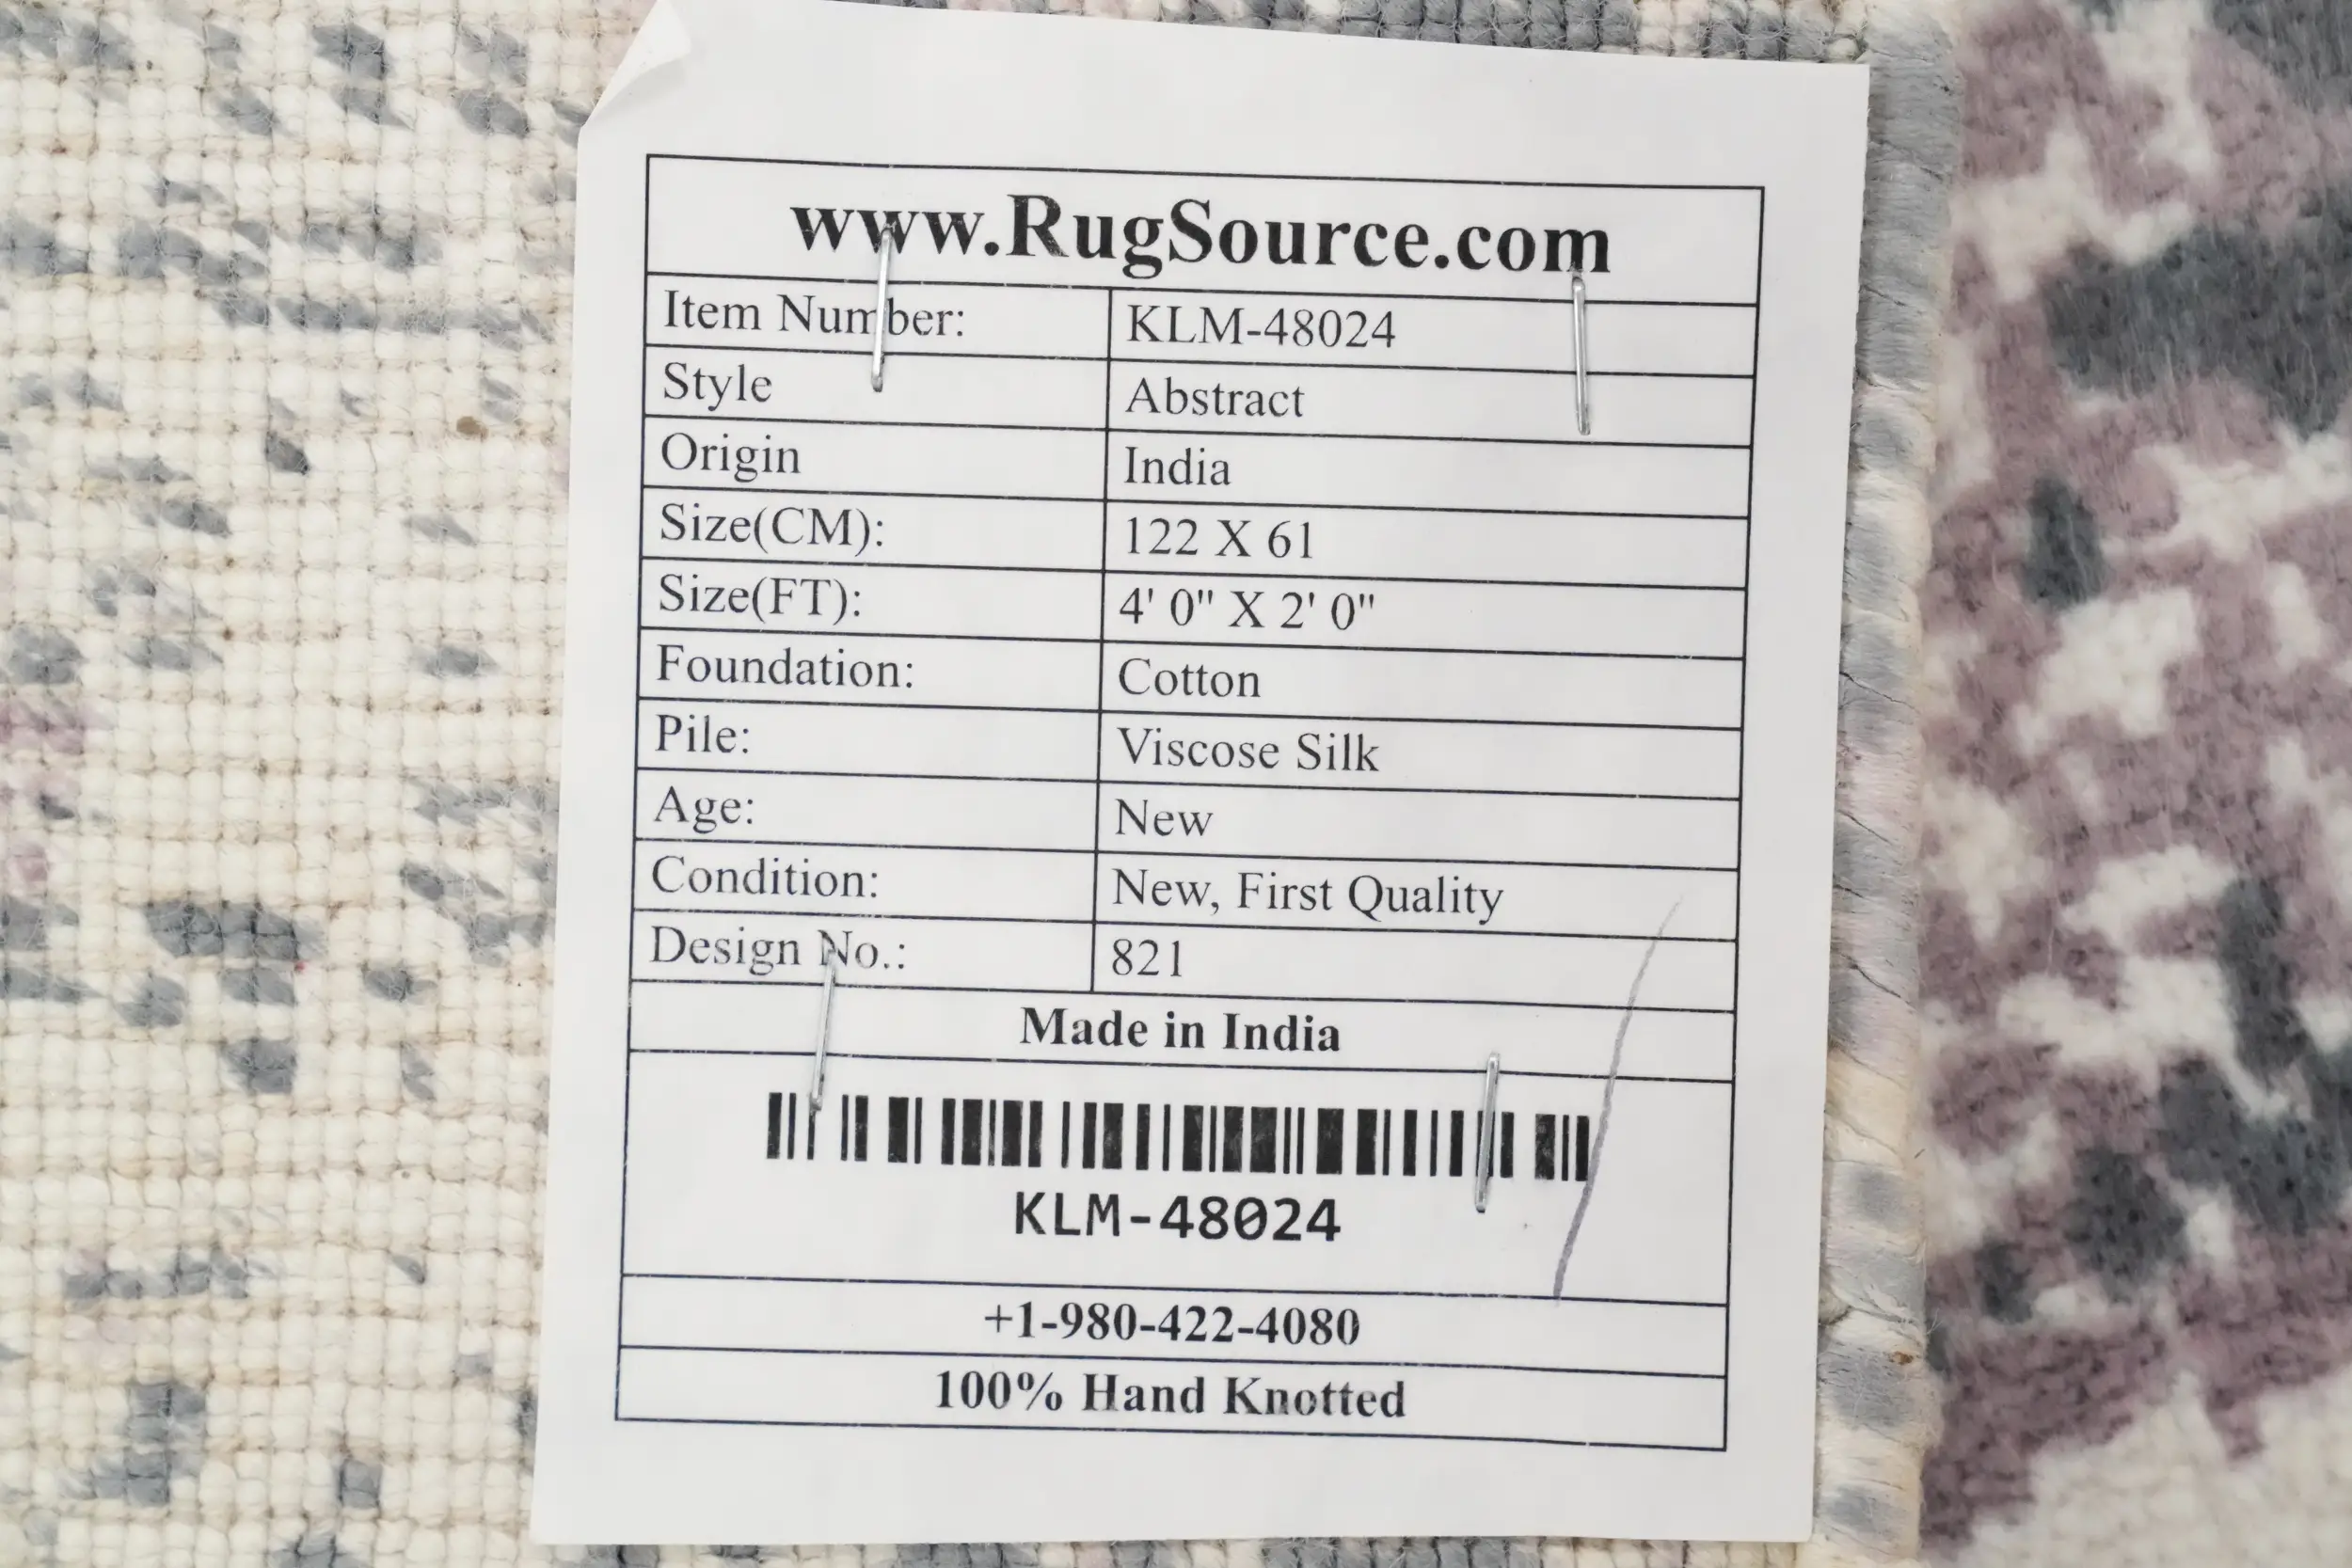 www.RugSource.com
Item Number: KLM-48024
Style Abstract
Origin India
Size(CM): 122 X 61
Size(FT): 4' 0" X 2' 0"
Foundation: Cotton
Pile: Viscose Silk
Age: New
Condition: New, First Quality
Design No.: 821
Made in India
KLM-48024
+1-980-422-4080
100% Hand Knotted